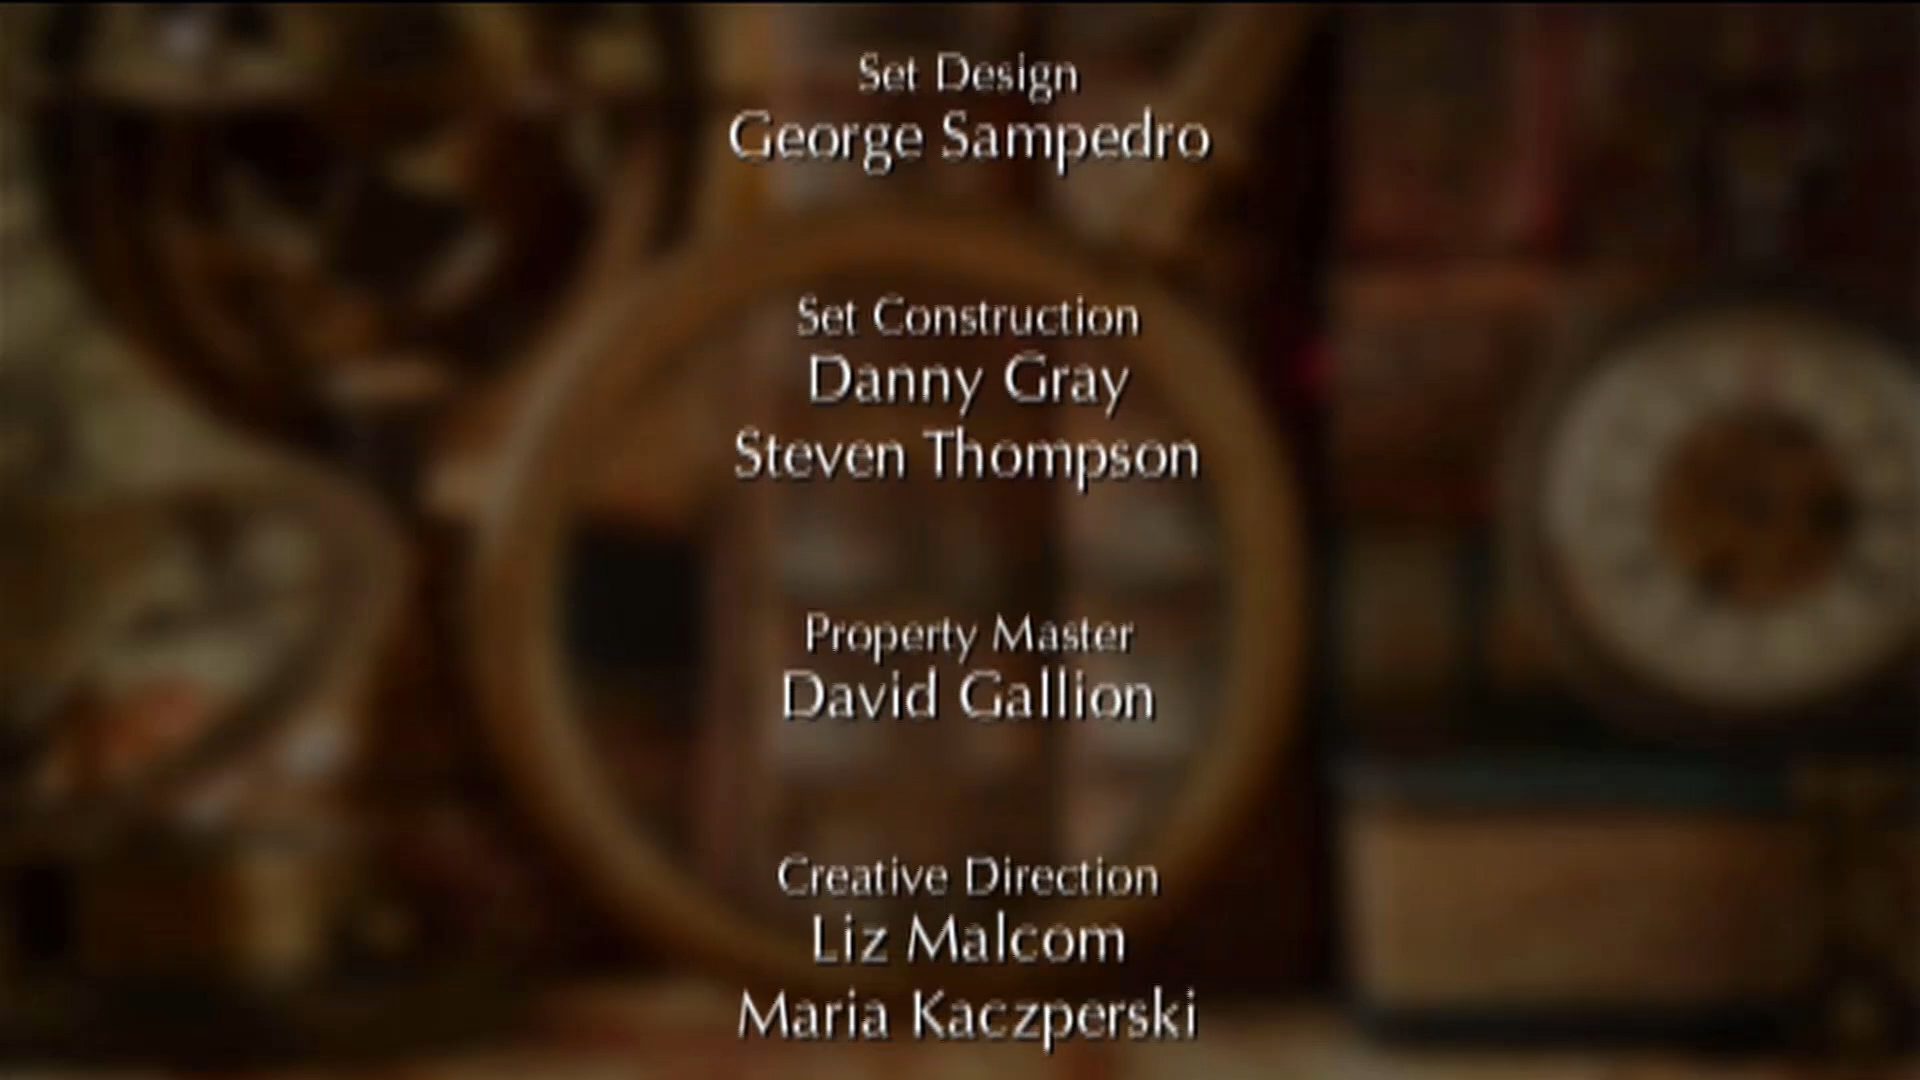 Set Design
George Sampedro
Set Construction
Danny Gray
Steven Thompson
Property Master
David Gallion
Creative Direction
Liz Malcom
Maria Kaczperski